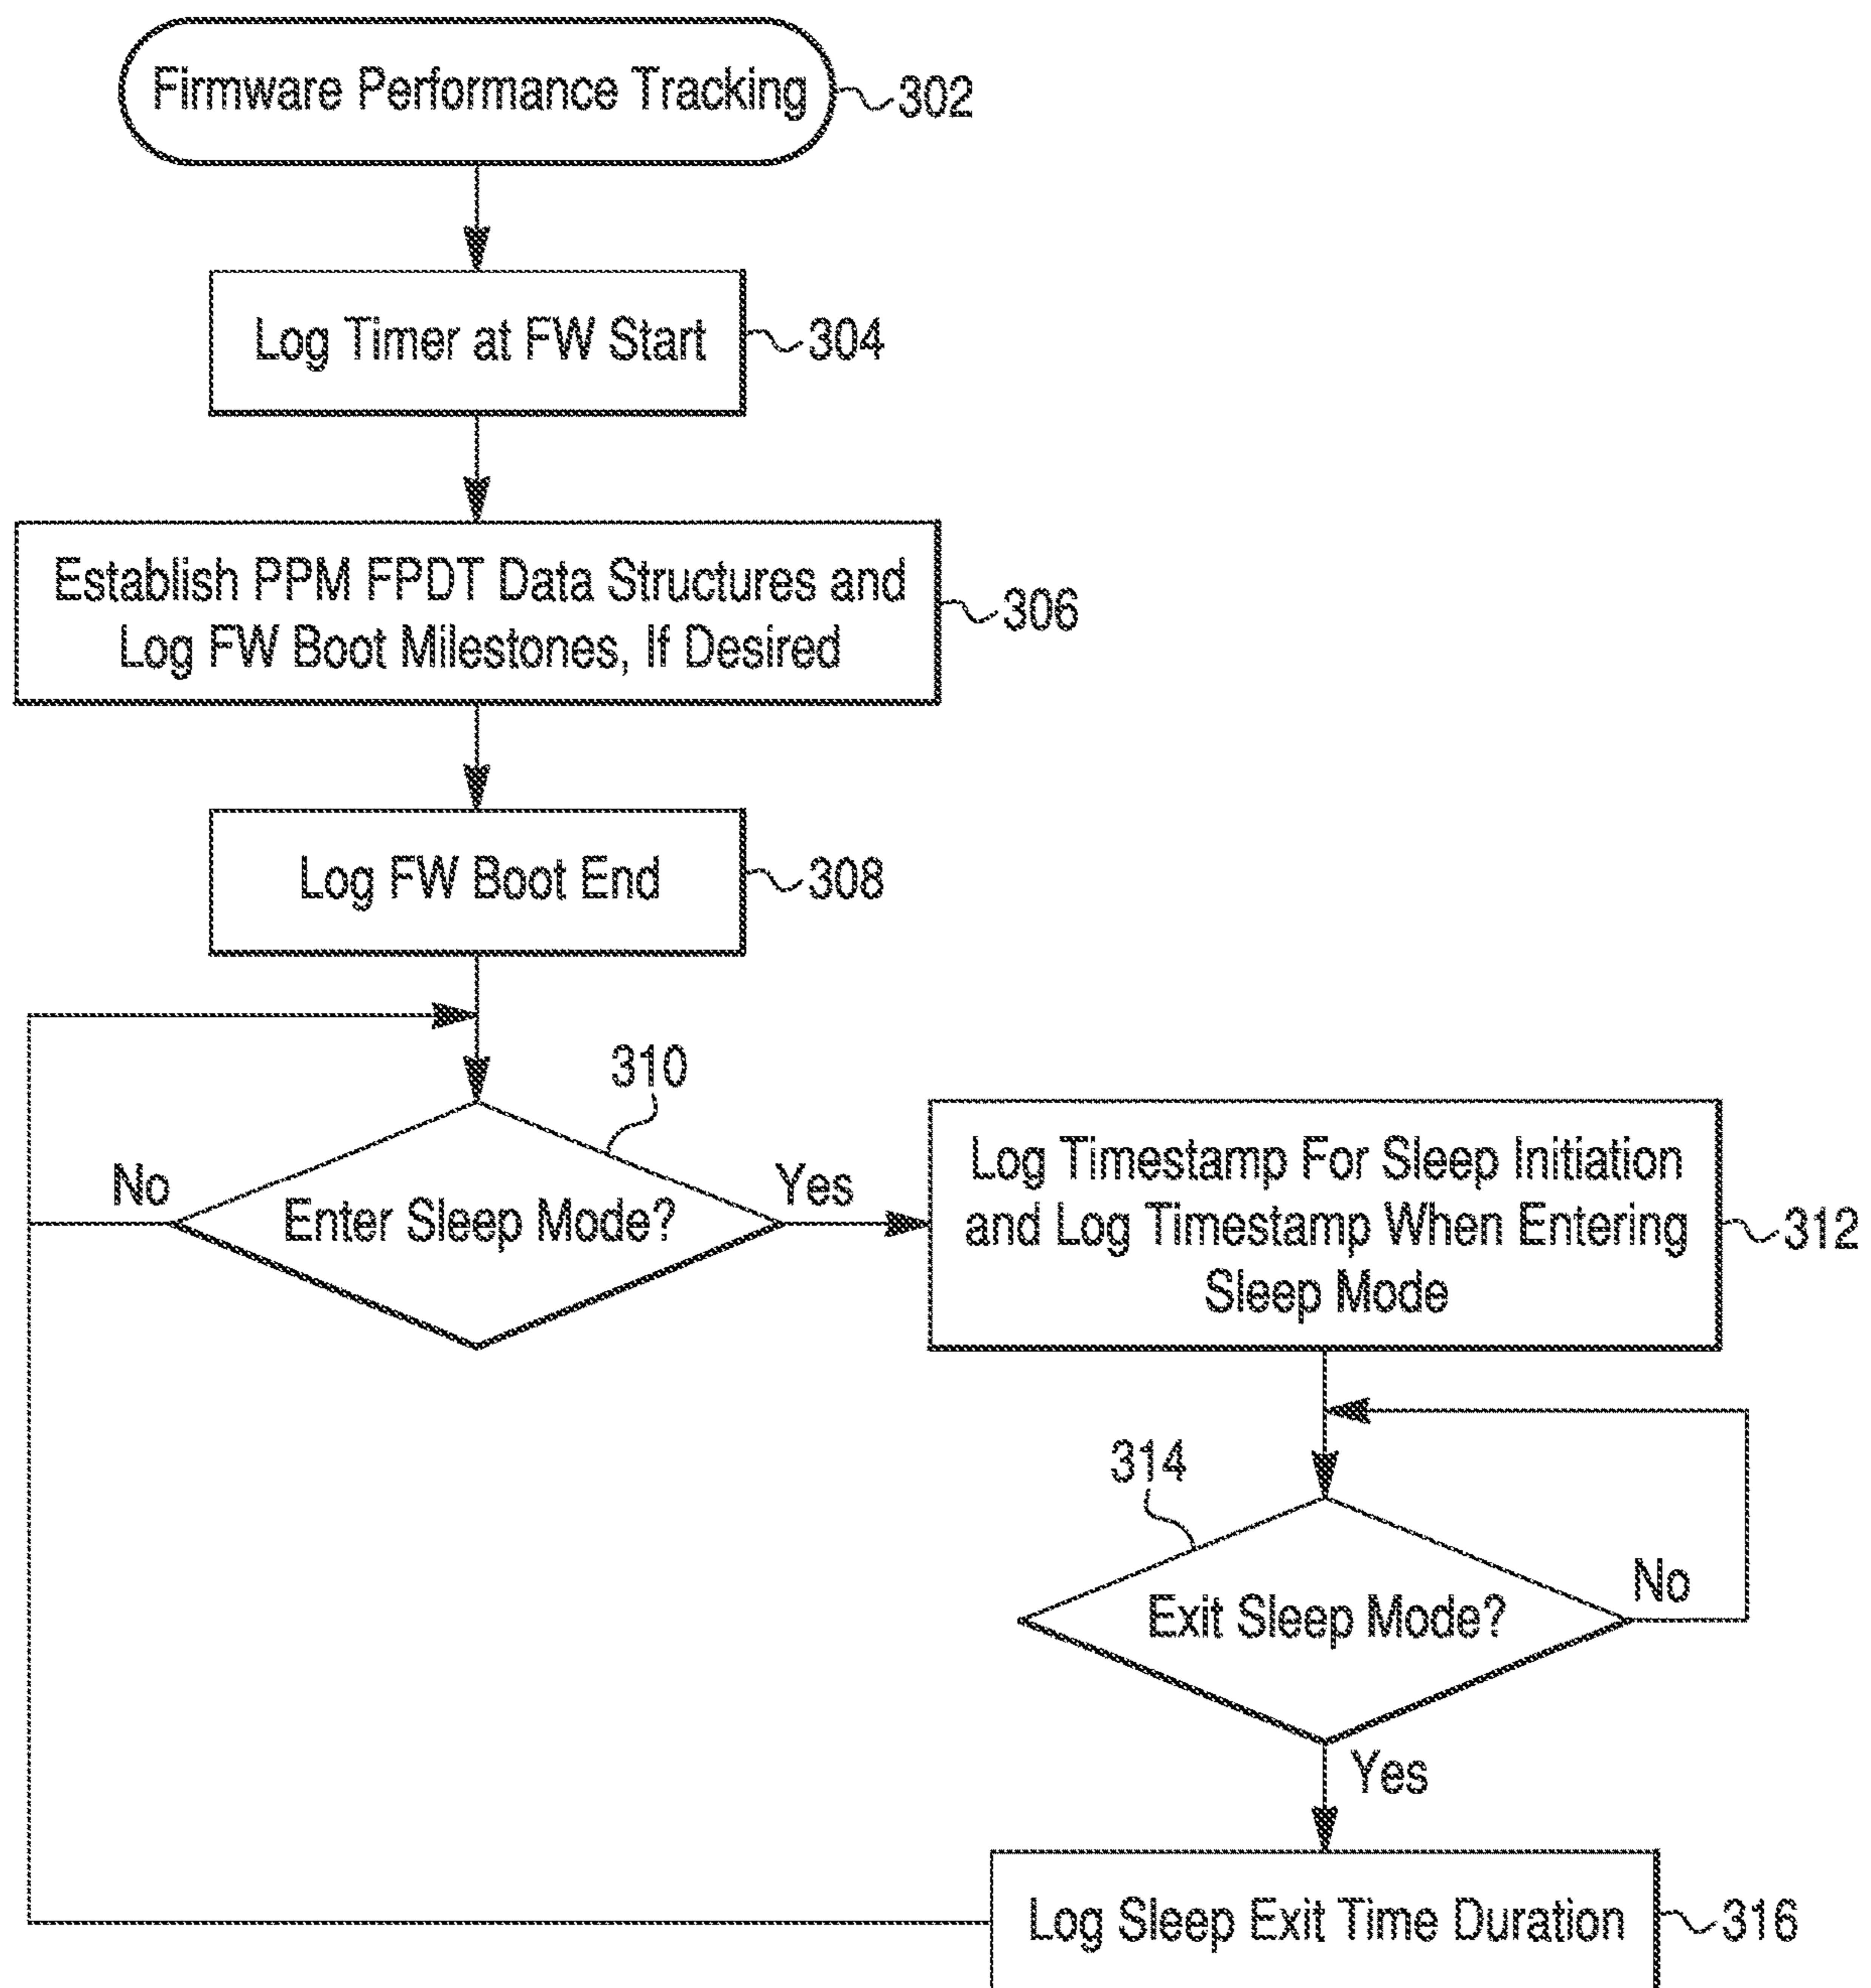 Firmware Performance Tracking
302
Log Timer at FW Start
304
Establish PPM FPDT Data Structures and
Log FW Boot Milestones, If Desired
306
Log FW Boot End
308
310
No
Enter Sleep Mode?
Yes
Log Timestamp For Sleep Initiation
and Log Timestamp When Entering
Sleep Mode
312
314
Exit Sleep Mode?
No
Yes
Log Sleep Exit Time Duration
316